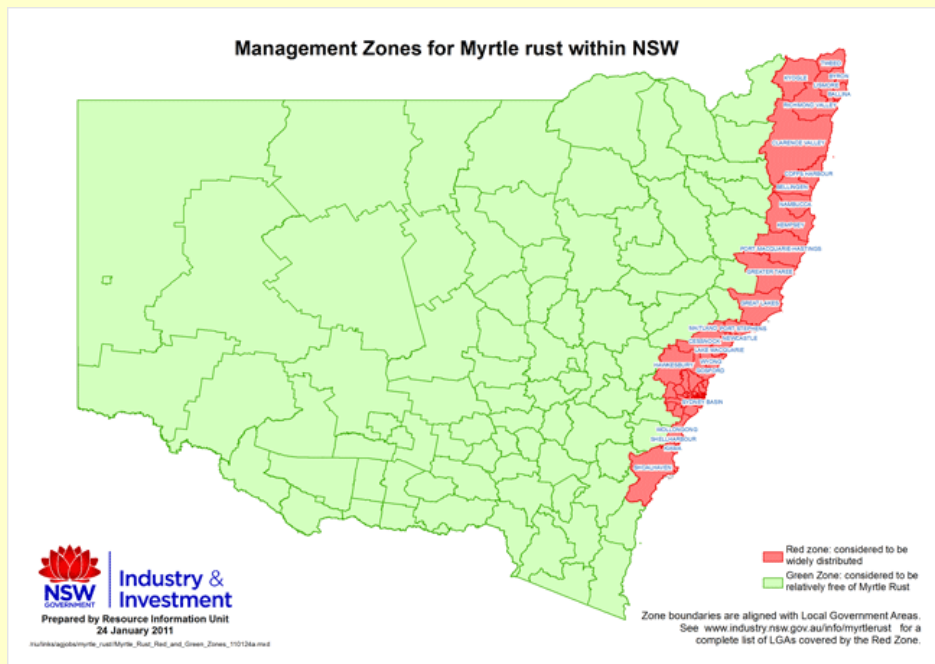 Management Zones for Myrtle rust within NSW
TWEED
KYOGLE
BYRON
LISMORE
BALLINA
RICHMOND VALLEY
CLARENCE VALLEY
COFFS HARBOUR
BELLINGEN
NAMBUCCA
KEMPSEY
PORT MACQUARIE-HASTINGS
GREATER TAREE
GREAT LAKES
MAITLAND PORT STEPHENS
NEWCASTLE
CESSNOCK
LAKE MACQUARIE
HAWKESBURY
WYONG
GOSFORD
SYDNEY BASIN
WOLLONGONG
SHELLHARBOUR
KIAMA
SHOALHAVEN
Red zone: considered to be
widely distributed
Green Zone: considered to be
relatively free of Myrtle Rust
NSW
GOVERNMENT
Industry &
Investment
Prepared by Resource Information Unit
24 January 2011
Zone boundaries are aligned with Local Government Areas.
See www.industry.nsw.gov.au/info/myrtlerust for a
complete list of LGAs covered by the Red Zone.